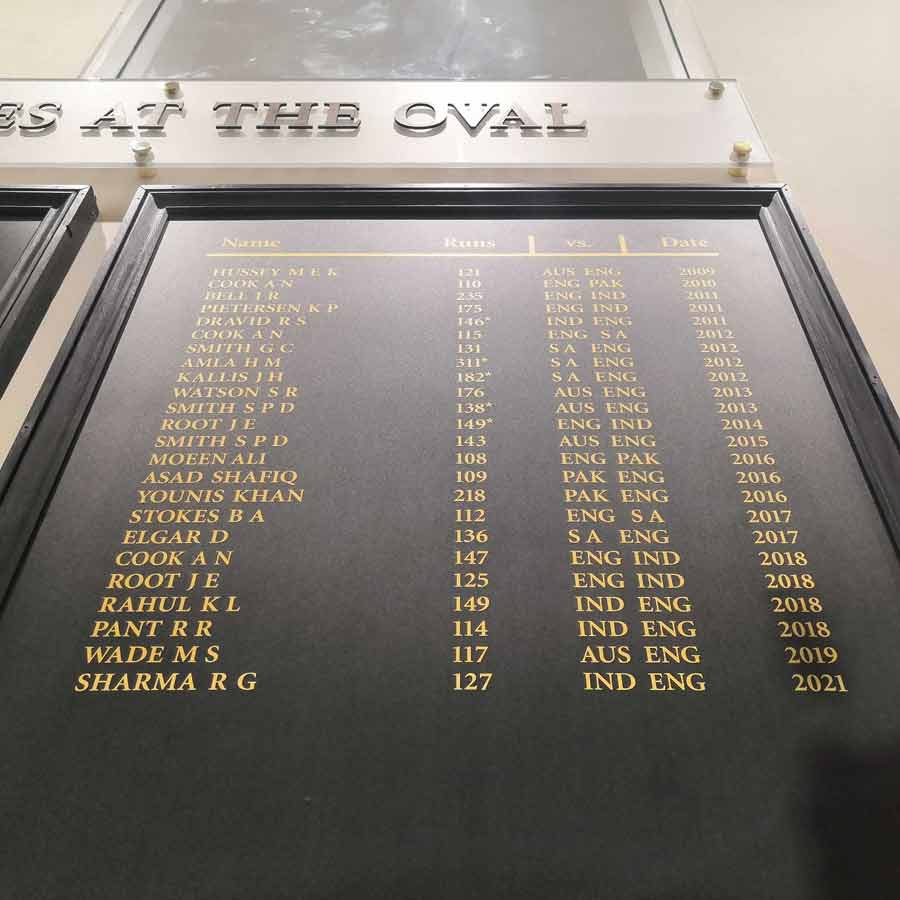 ES AT THE OVAL
Name Runs vs. Date
HUSSEY M E K 121 AUS ENG 2009
COOK A N 110 ENG PAK 2010
BELL I R 235 ENG IND 2011
PIETERSEN K P 175 ENG IND 2011
DRAVID R S 146* IND ENG 2011
COOK A N 115 ENG S A 2012
SMITH G C 131 S A ENG 2012
AMLA H M 311* S A ENG 2012
KALLIS J H 182* S A ENG 2012
WATSON S R 176 AUS ENG 2013
SMITH S P D 138* AUS ENG 2013
ROOT J E 149* ENG IND 2014
SMITH S P D 143 AUS ENG 2015
MOEEN ALI 108 ENG PAK 2016
ASAD SHAFIQ 109 PAK ENG 2016
YOUNIS KHAN 218 PAK ENG 2016
STOKES B A 112 ENG S A 2017
ELGAR D 136 S A ENG 2017
COOK A N 147 ENG IND 2018
ROOT J E 125 ENG IND 2018
RAHUL K L 149 IND ENG 2018
PANT R R 114 IND ENG 2018
WADE M S 117 AUS ENG 2019
SHARMA R G 127 IND ENG 2021